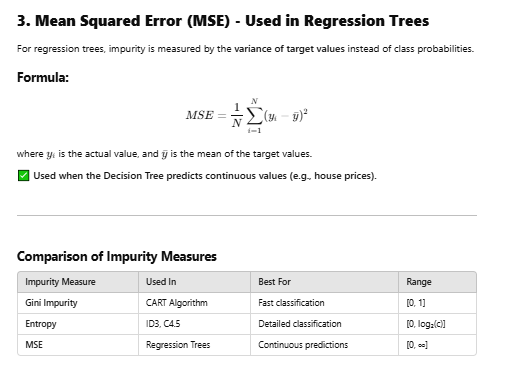 3. Mean Squared Error (MSE) - Used in Regression Trees
For regression trees, impurity is measured by the variance of target values instead of class probabilities.
Formula:
MSE = \frac{1}{N} \sum_{i=1}^{N} (y_i - \bar{y})^2
where y_i is the actual value, and \bar{y} is the mean of the target values.
✅ Used when the Decision Tree predicts continuous values (e.g., house prices).
Comparison of Impurity Measures
Impurity Measure Used In Best For Range
Gini Impurity CART Algorithm Fast classification [0, 1]
Entropy ID3, C4.5 Detailed classification [0, log₂(c)]
MSE Regression Trees Continuous predictions [0, ∞]